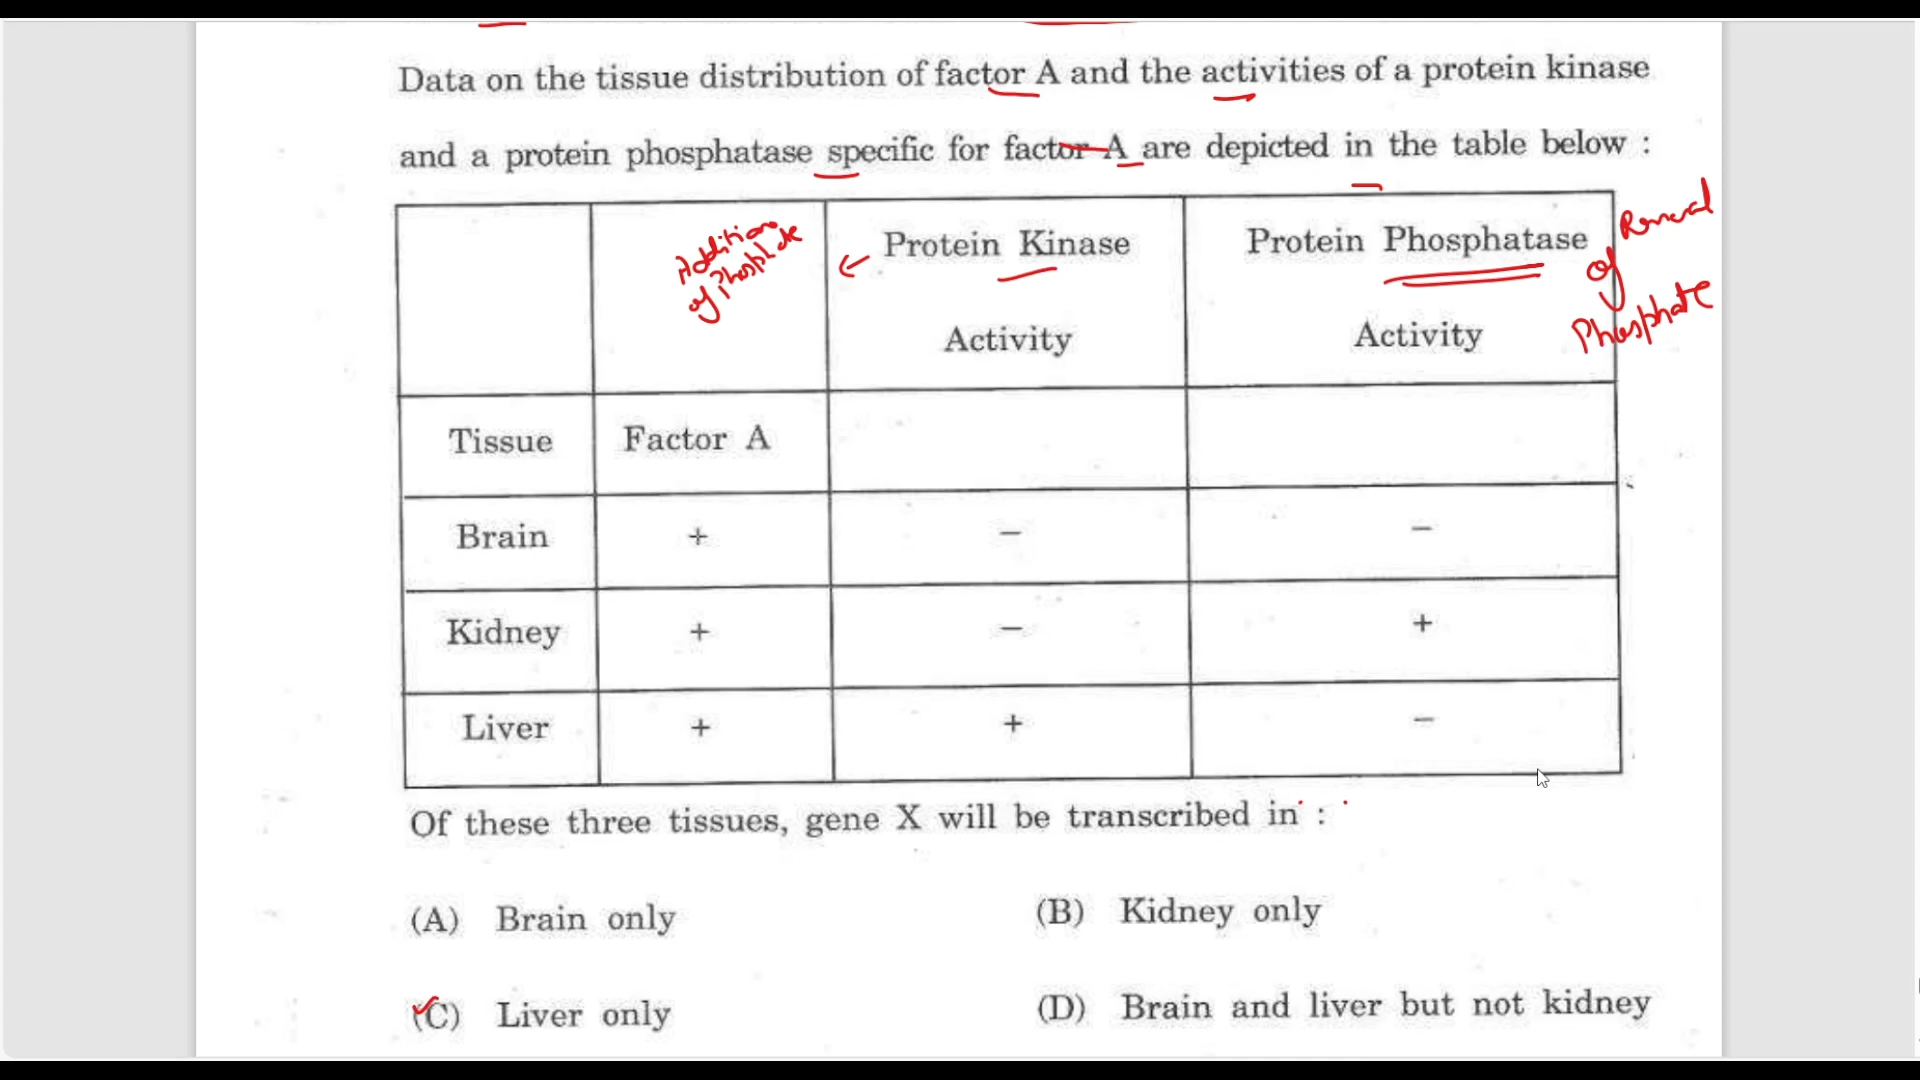 Data on the tissue distribution of factor A and the activities of a protein kinase
and a protein phosphatase specific for factor A are depicted in the table below :
Addition of Phosphate
Protein Kinase Activity
Protein Phosphatase Activity
Removal of Phosphate
Tissue Factor A
Brain + − −
Kidney + − +
Liver + + −
Of these three tissues, gene X will be transcribed in :
(A) Brain only
(B) Kidney only
(C) Liver only
(D) Brain and liver but not kidney